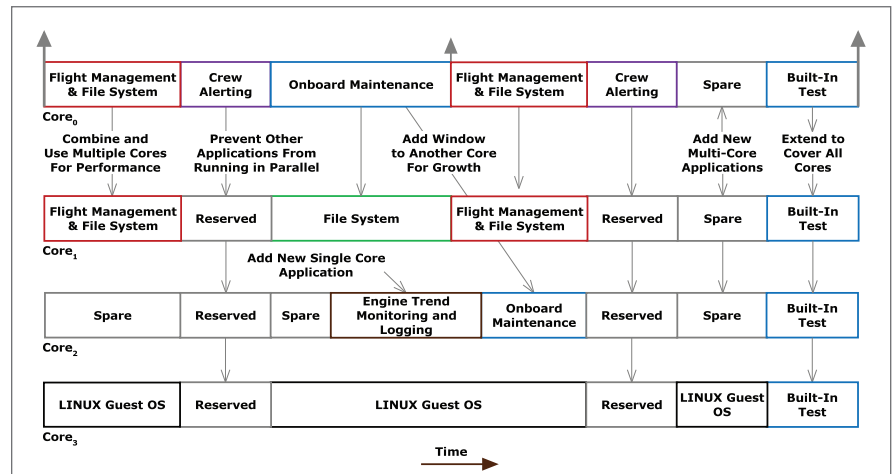 Flight Management
& File System
Crew
Alerting
Onboard Maintenance
Flight Management
& File System
Crew
Alerting
Spare
Built-In
Test
Core0
Combine and
Use Multiple Cores
For Performance
Prevent Other
Applications From
Running in Parallel
Add Window
to Another Core
For Growth
Add New
Multi-Core
Applications
Extend to
Cover All
Cores
Flight Management
& File System
Reserved
File System
Flight Management
& File System
Reserved
Spare
Built-In
Test
Core1
Add New Single Core
Application
Spare
Reserved
Spare
Engine Trend
Monitoring and
Logging
Onboard
Maintenance
Reserved
Spare
Built-In
Test
Core2
LINUX Guest OS
Reserved
LINUX Guest OS
Reserved
LINUX Guest
OS
Built-In
Test
Core3
Time